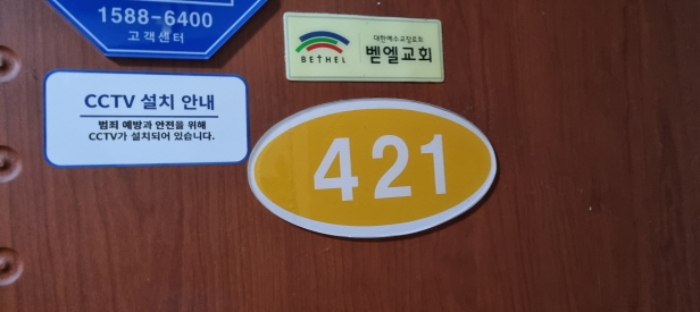 1588-6400
고객센터
대한예수교장로회
BETHEL
벧엘교회
CCTV 설치 안내
범죄 예방과 안전을 위해
CCTV가 설치되어 있습니다.
421